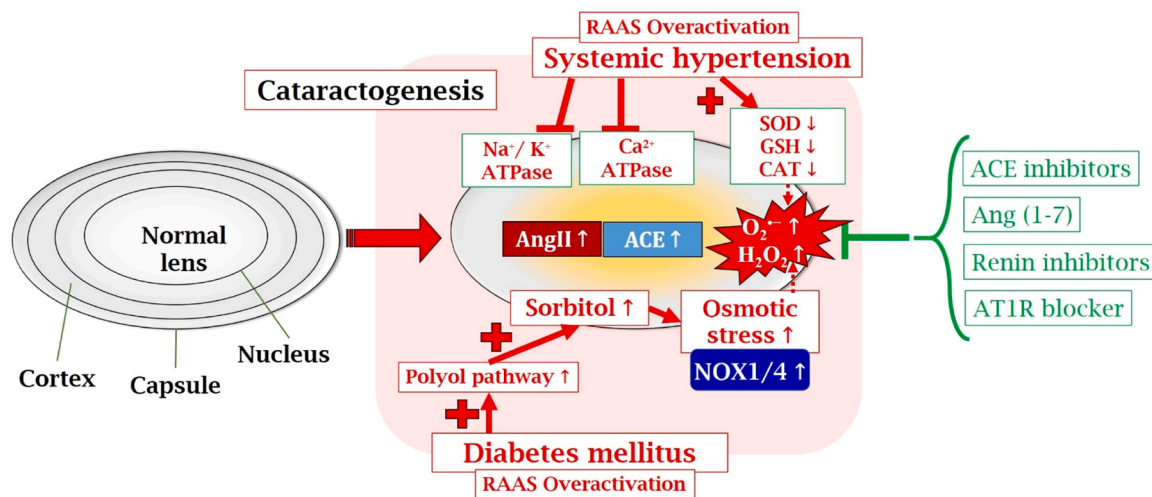 RAAS Overactivation
Systemic hypertension
Cataractogenesis
Na⁺/ K⁺
ATPase
Ca²⁺
ATPase
SOD ↓
GSH ↓
CAT ↓
ACE inhibitors
Ang (1-7)
Renin inhibitors
AT1R blocker
Normal
lens
AngII ↑
ACE ↑
O₂•− ↑
H₂O₂ ↑
Sorbitol ↑
Osmotic
stress ↑
NOX1/4 ↑
Nucleus
Cortex
Capsule
Polyol pathway ↑
Diabetes mellitus
RAAS Overactivation